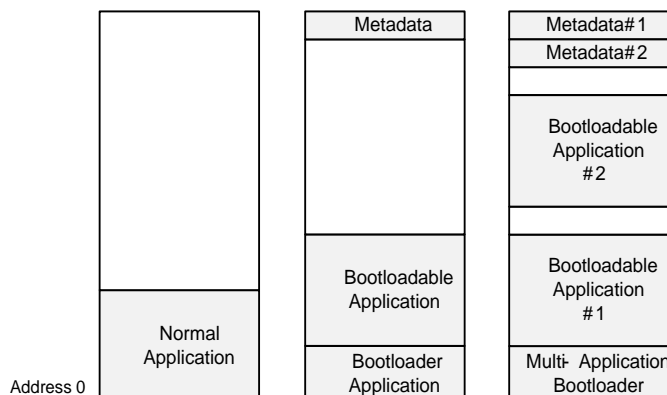 Metadata
Metadata#1
Metadata#2
Bootloadable
Application
#2
Bootloadable
Application
Bootloadable
Application
#1
Normal
Application
Bootloader
Application
Multi- Application
Bootloader
Address 0